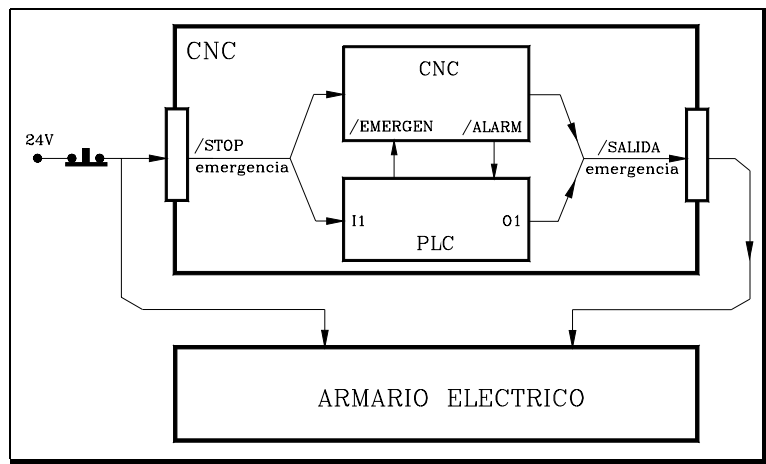 CNC
CNC
24V
/STOP
emergencia
/EMERGEN
/ALARM
/SALIDA
emergencia
I1
O1
PLC
ARMARIO ELECTRICO